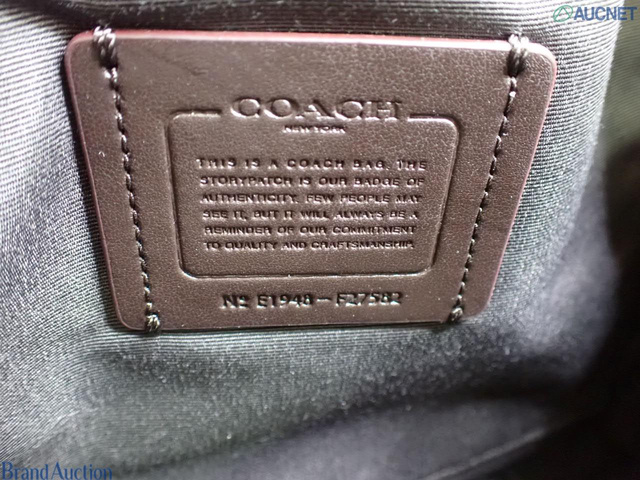 AUCNET
COACH
NEW YORK
THIS IS A COACH BAG. THE
STORYPATCH IS OUR BADGE OF
AUTHENTICITY. FEW PEOPLE MAY
SEE IT, BUT IT WILL ALWAYS BE A
REMINDER OF OUR COMMITMENT
TO QUALITY AND CRAFTSMANSHIP.
Nº E1948-F27582
BRAND AUCTION